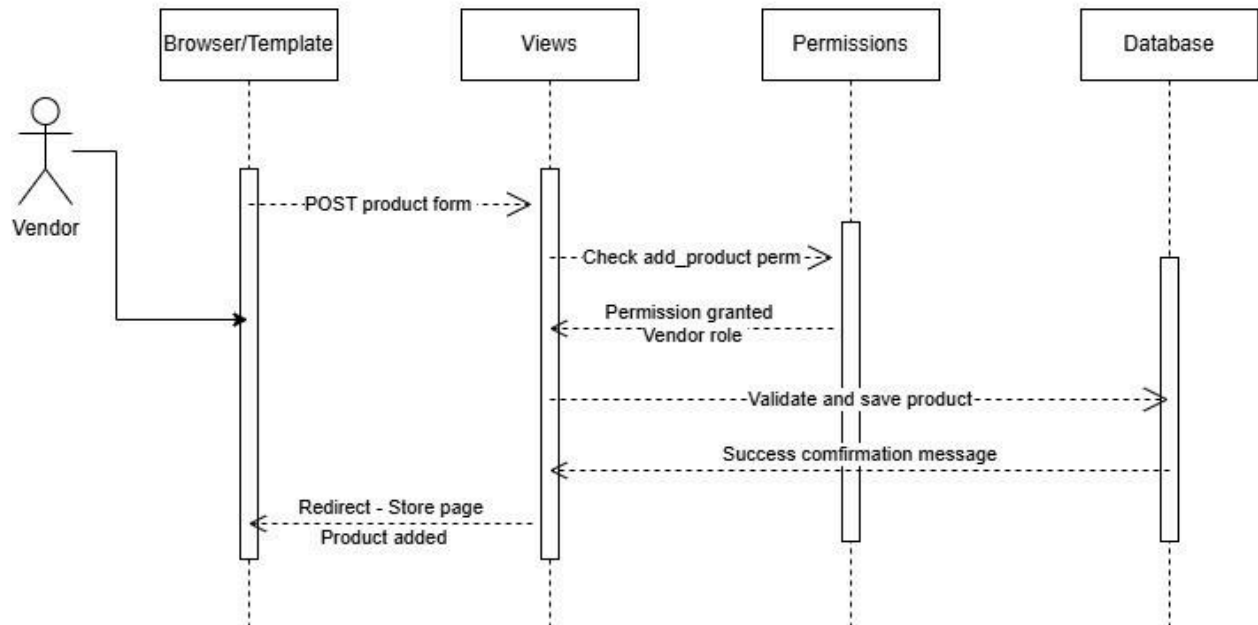 Browser/Template
Views
Permissions
Database
Vendor
POST product form
Check add_product perm
Permission granted
Vendor role
Validate and save product
Success comfirmation message
Redirect - Store page
Product added